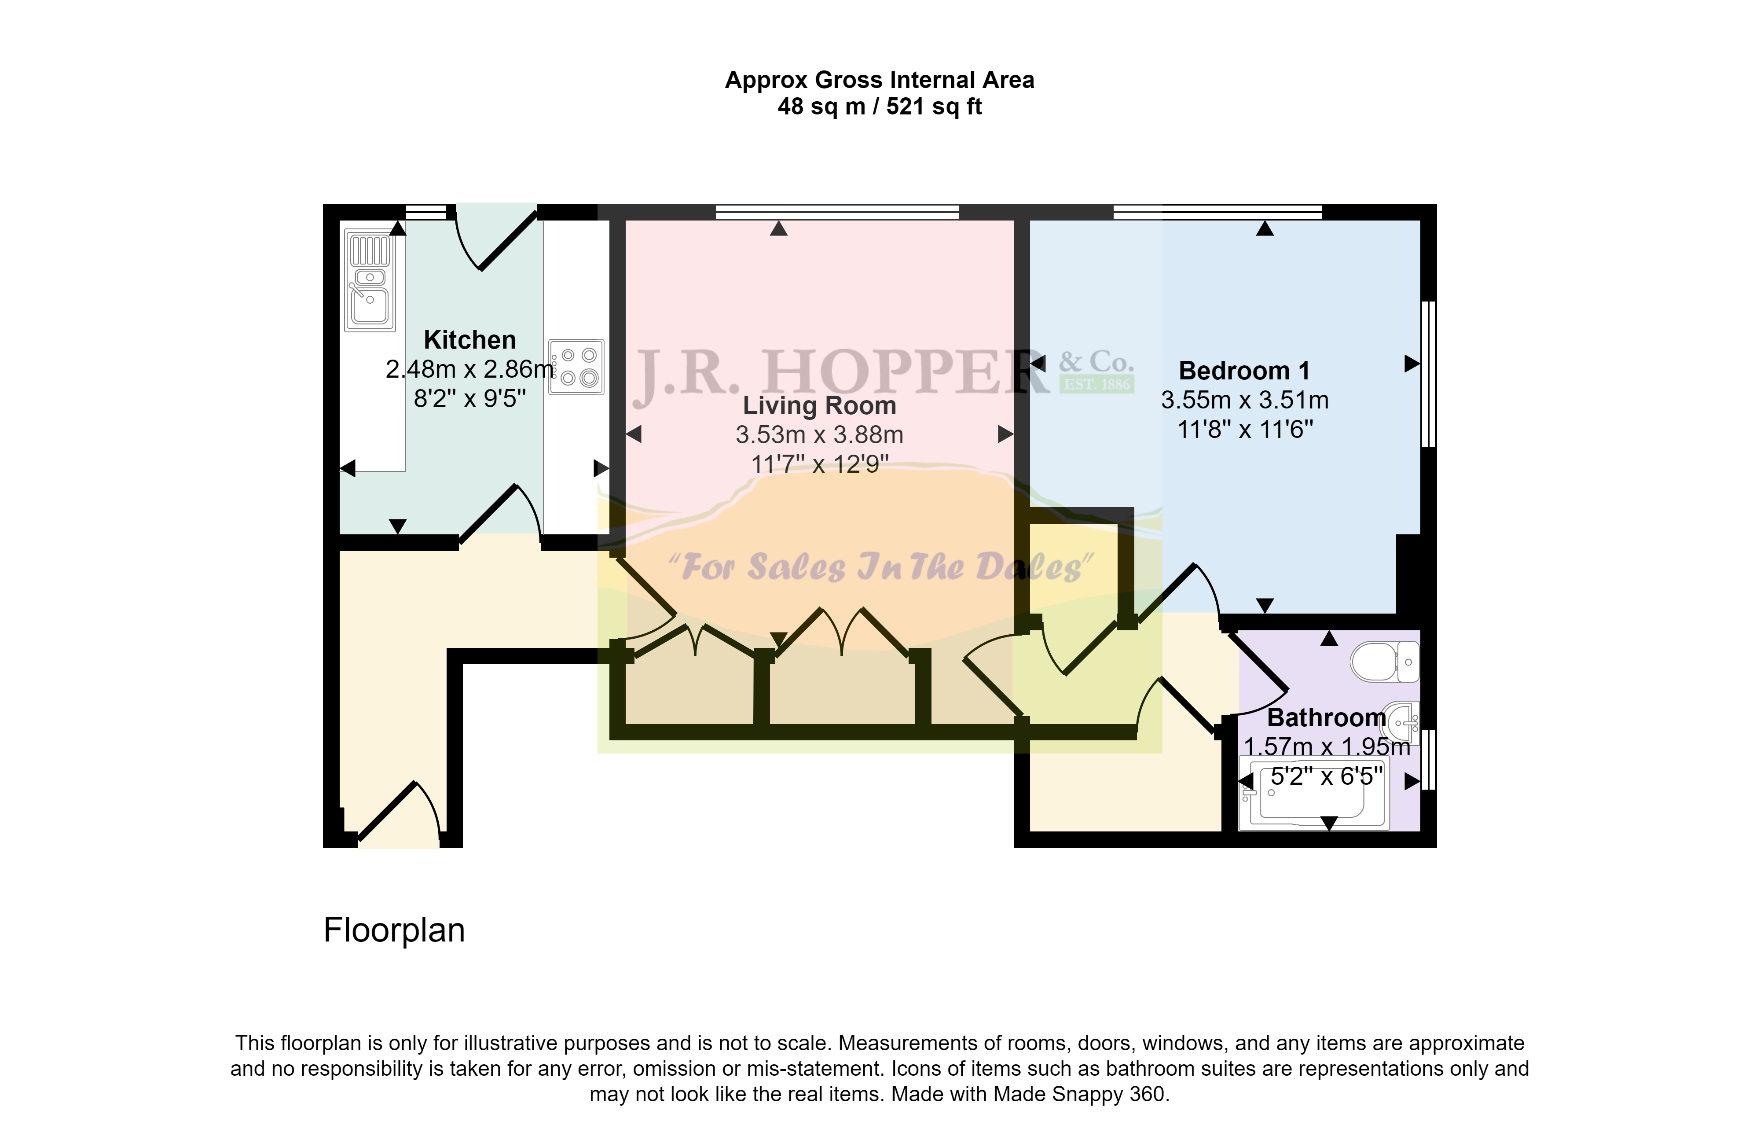 Approx Gross Internal Area
48 sq m / 521 sq ft
Kitchen
2.48m x 2.86m
8'2" x 9'5"
J.R. HOPPER & Co.
EST. 1886
Living Room
3.53m x 3.88m
11'7" x 12'9"
Bedroom 1
3.55m x 3.51m
11'8" x 11'6"
"For Sales In The Dales"
Bathroom
1.57m x 1.95m
5'2" x 6'5"
Floorplan
This floorplan is only for illustrative purposes and is not to scale. Measurements of rooms, doors, windows, and any items are approximate
and no responsibility is taken for any error, omission or mis-statement. Icons of items such as bathroom suites are representations only and
may not look like the real items. Made with Made Snappy 360.